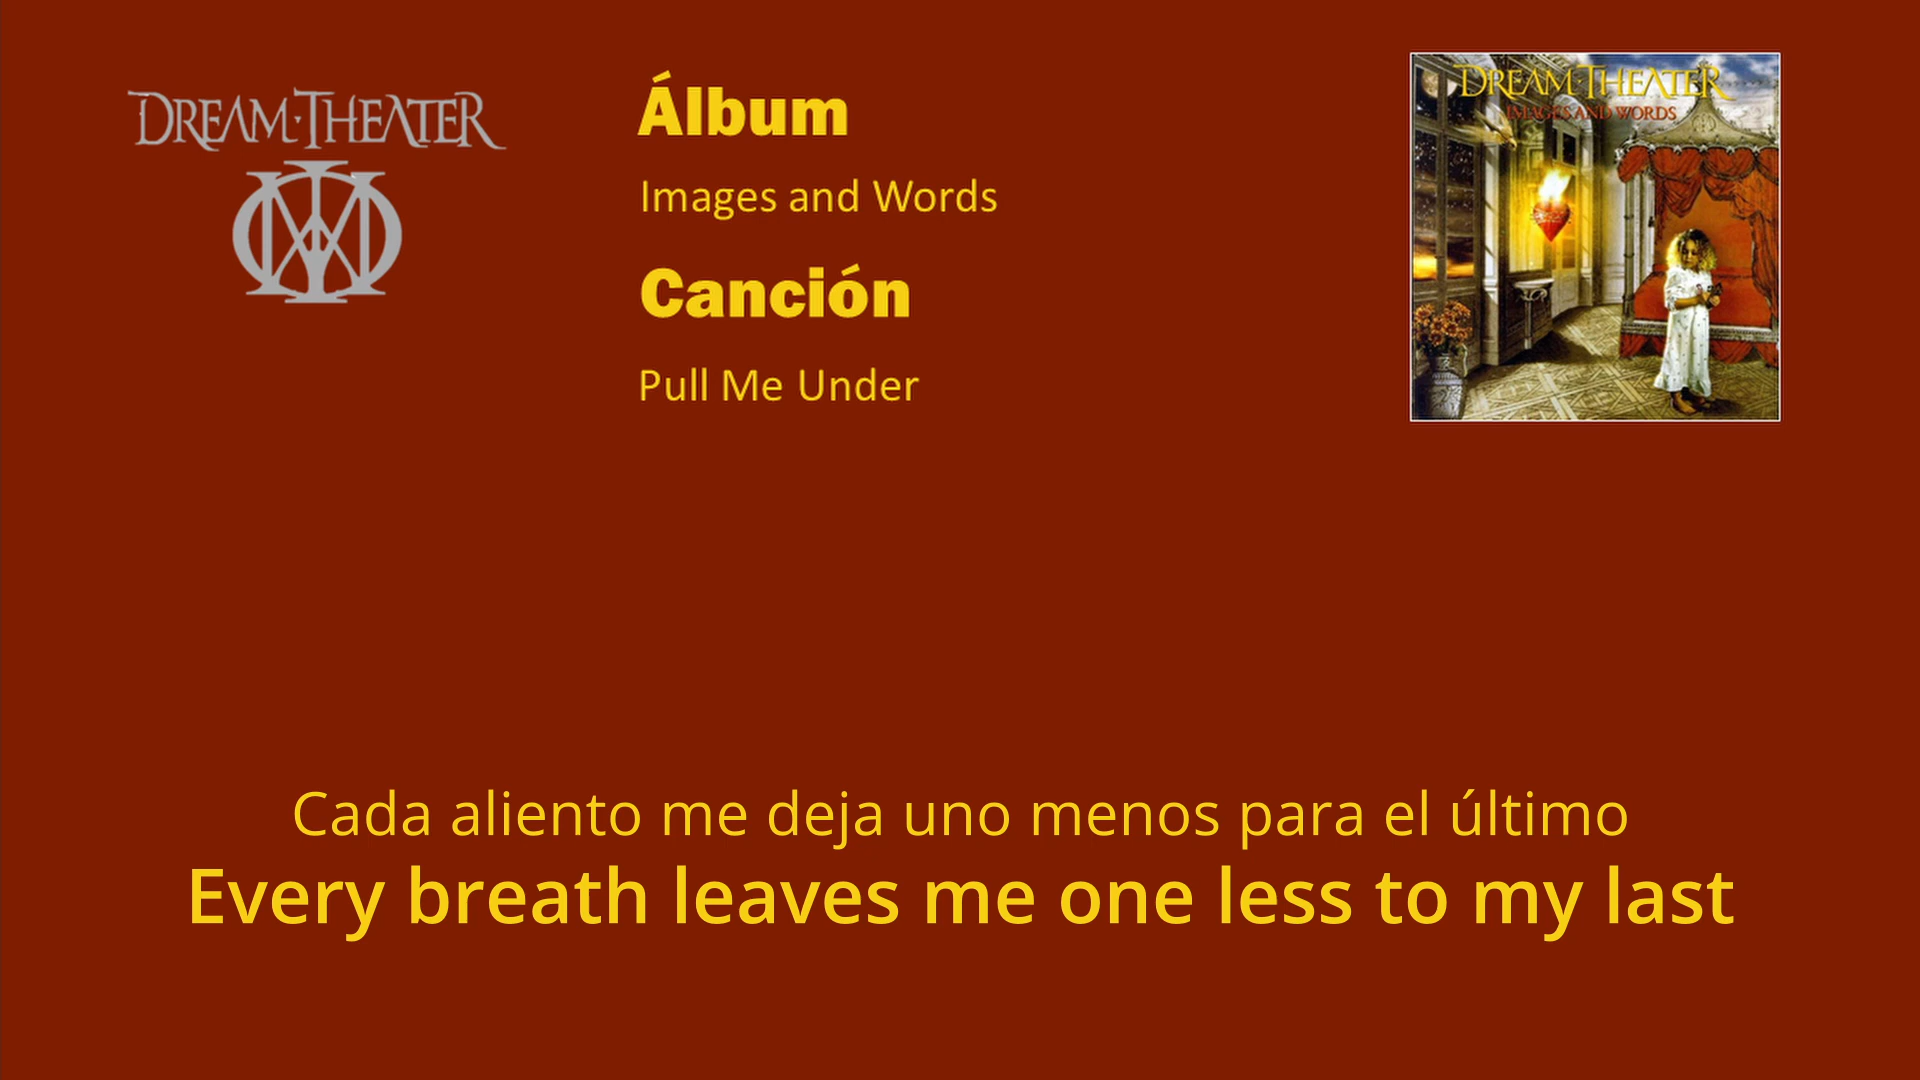 DREAM THEATER
Álbum
Images and Words
Canción
Pull Me Under
DREAM THEATER
IMAGES AND WORDS
Cada aliento me deja uno menos para el último
Every breath leaves me one less to my last